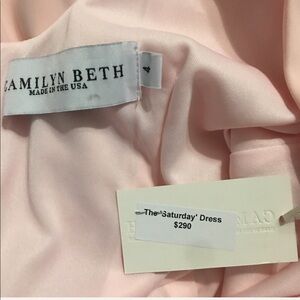 CAMILYN BETH
MADE IN THE USA
4
The 'Saturday' Dress
$290